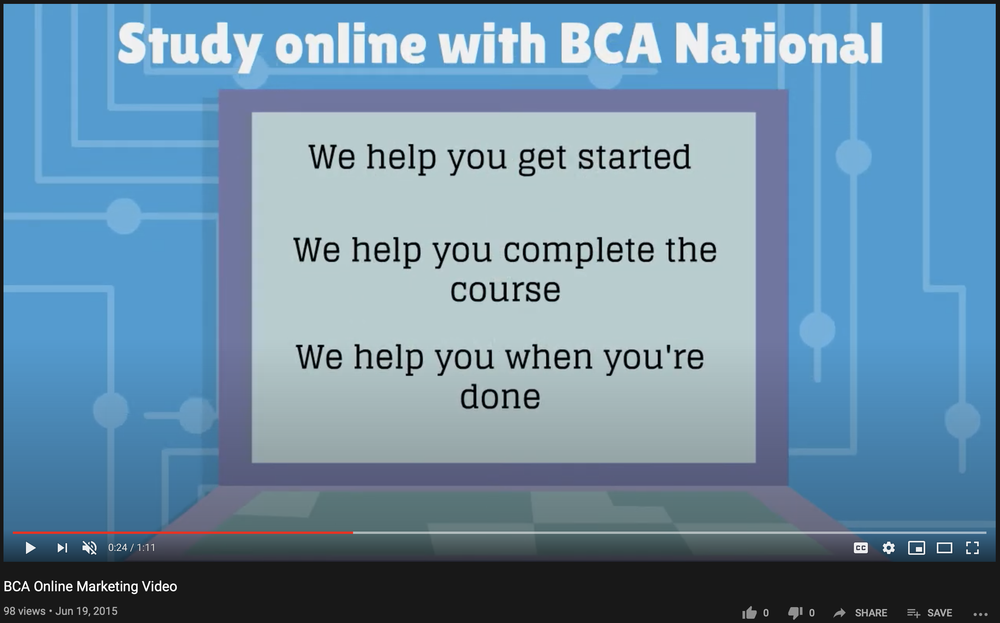 Study online with BCA National
We help you get started
We help you complete the
course
We help you when you're
done
0:24 / 1:11
CC
BCA Online Marketing Video
98 views • Jun 19, 2015
0
0
SHARE
SAVE